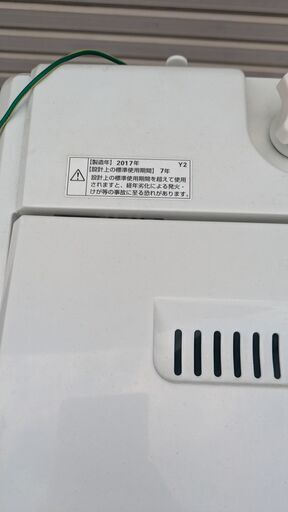 【製造年】 2017年 Y2
【設計上の標準使用期間】 7年
設計上の標準使用期間を超えて使用
されますと、経年劣化による発火・
けが等の事故に至る恐れがあります。